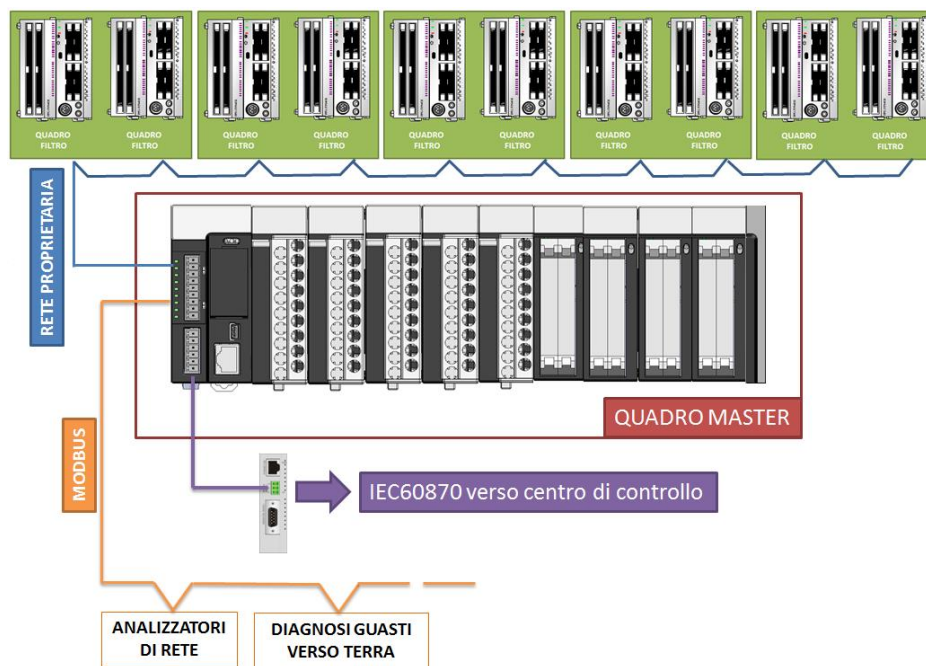 QUADRO
FILTRO
QUADRO
FILTRO
QUADRO
FILTRO
QUADRO
FILTRO
QUADRO
FILTRO
QUADRO
FILTRO
QUADRO
FILTRO
QUADRO
FILTRO
QUADRO
FILTRO
QUADRO
FILTRO
RETE PROPRIETARIA
QUADRO MASTER
MODBUS
IEC60870 verso centro di controllo
ANALIZZATORI
DI RETE
DIAGNOSI GUASTI
VERSO TERRA